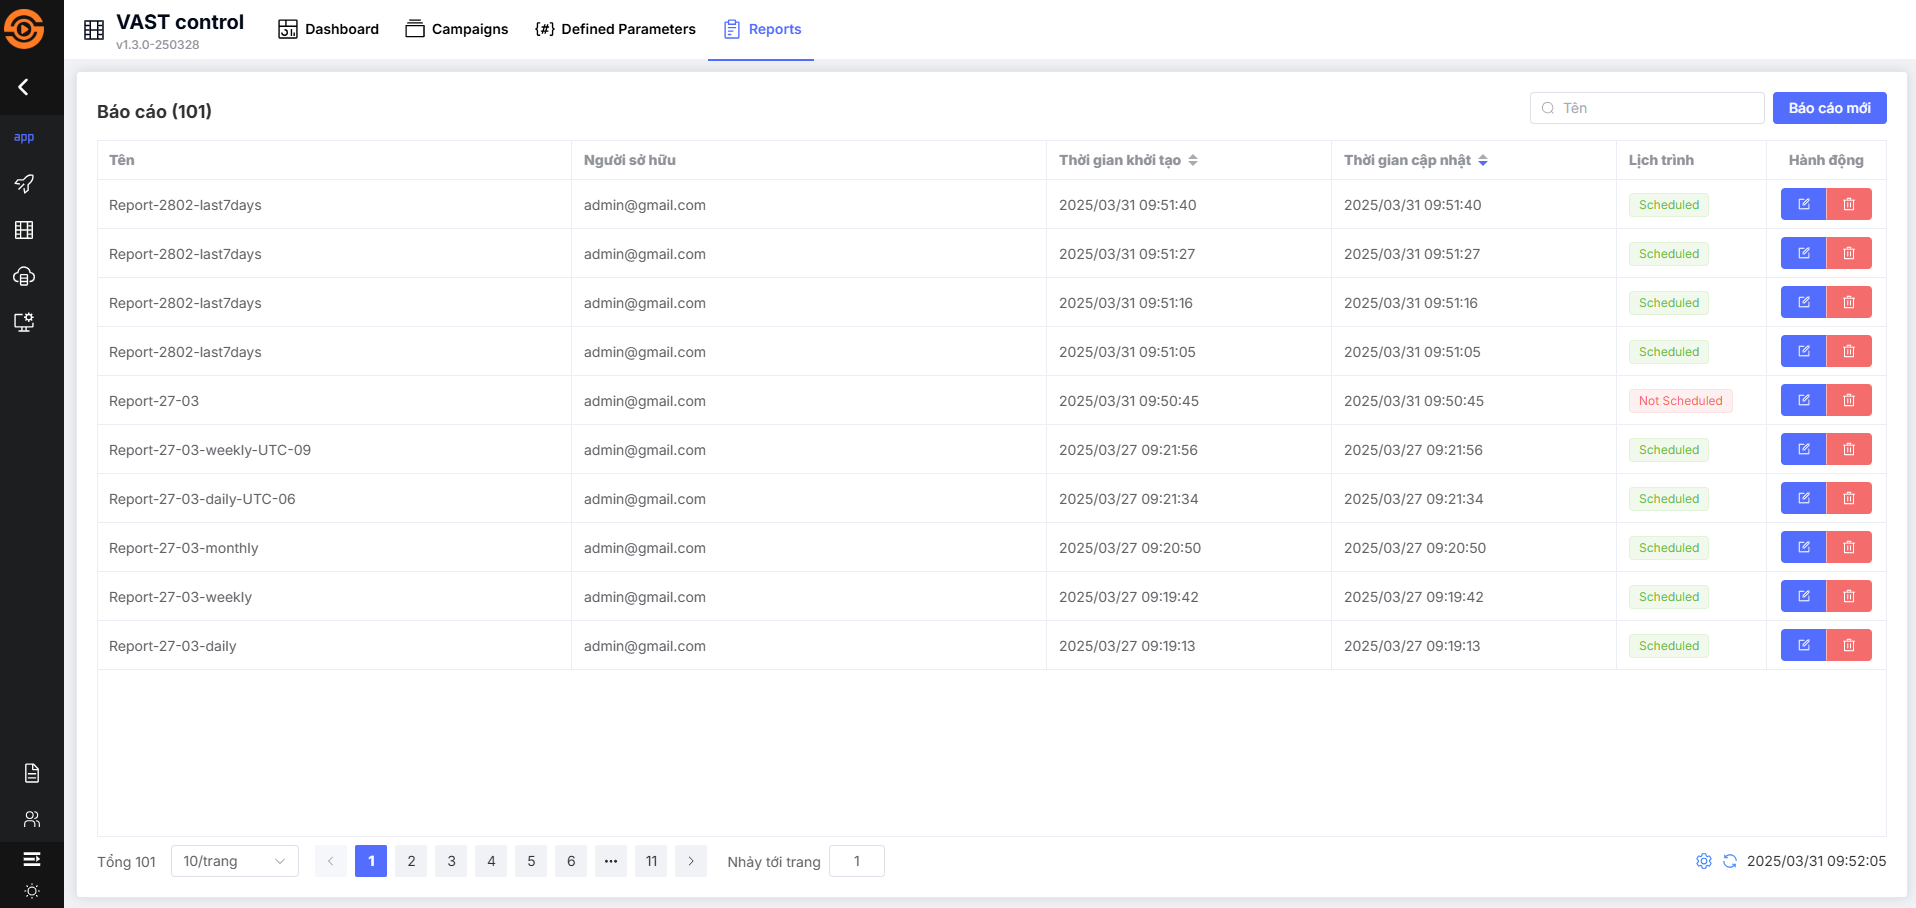 VAST control
v1.3.0-250328
Dashboard
Campaigns
{#} Defined Parameters
Reports
app
Báo cáo (101)
Tên
Báo cáo mới
Tên Người sở hữu Thời gian khởi tạo Thời gian cập nhật Lịch trình Hành động
Report-2802-last7days admin@gmail.com 2025/03/31 09:51:40 2025/03/31 09:51:40 Scheduled
Report-2802-last7days admin@gmail.com 2025/03/31 09:51:27 2025/03/31 09:51:27 Scheduled
Report-2802-last7days admin@gmail.com 2025/03/31 09:51:16 2025/03/31 09:51:16 Scheduled
Report-2802-last7days admin@gmail.com 2025/03/31 09:51:05 2025/03/31 09:51:05 Scheduled
Report-27-03 admin@gmail.com 2025/03/31 09:50:45 2025/03/31 09:50:45 Not Scheduled
Report-27-03-weekly-UTC-09 admin@gmail.com 2025/03/27 09:21:56 2025/03/27 09:21:56 Scheduled
Report-27-03-daily-UTC-06 admin@gmail.com 2025/03/27 09:21:34 2025/03/27 09:21:34 Scheduled
Report-27-03-monthly admin@gmail.com 2025/03/27 09:20:50 2025/03/27 09:20:50 Scheduled
Report-27-03-weekly admin@gmail.com 2025/03/27 09:19:42 2025/03/27 09:19:42 Scheduled
Report-27-03-daily admin@gmail.com 2025/03/27 09:19:13 2025/03/27 09:19:13 Scheduled
Tổng 101 10/trang 1 2 3 4 5 6 ••• 11 Nhảy tới trang 1 2025/03/31 09:52:05